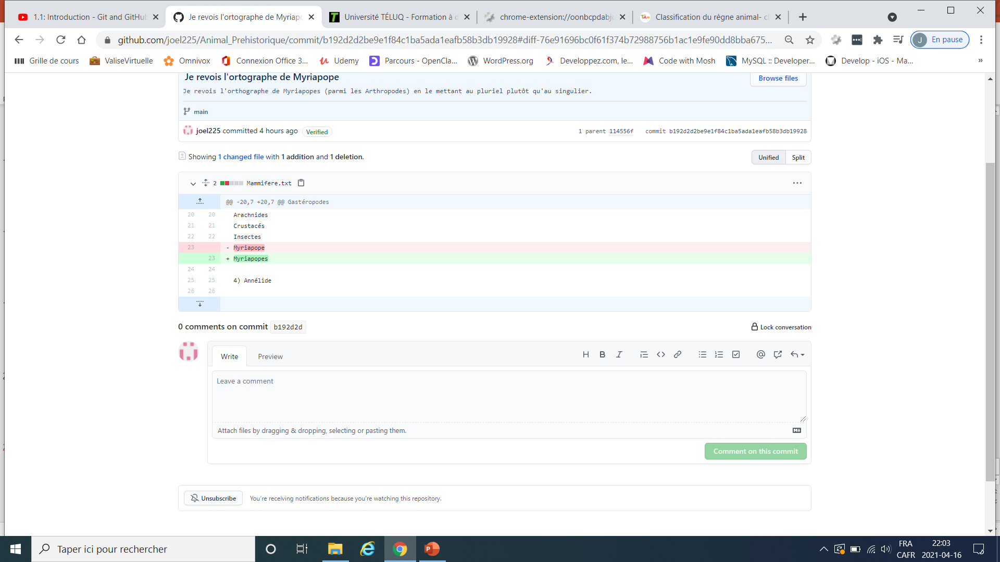 1.1: Introduction - Git and GitHub
Je revois l'ortographe de Myriapo
Université TÉLUQ - Formation à d
chrome-extension://oonbcpdabj
Classification du règne animal- cl
github.com/joel225/Animal_Prehistorique/commit/b192d2d2be9e1f84c1ba5ada1eafb58b3db19928#diff-76e91696bc0f61f374b72988756b1ac1e9fe90dd8bba675...
J En pause
Grille de cours
ValiseVirtuelle
Omnivox
Connexion Office 3...
Udemy
Parcours - OpenCla...
WordPress.org
Developpez.com, le...
Code with Mosh
MySQL :: Developer...
Develop - iOS - Ma...
»
Je revois l'ortographe de Myriapope
Browse files
Je revois l'orthographe de Myriapopes (parmi les Arthropodes) en le mettant au pluriel plutôt qu'au singulier.
main
joel225 committed 4 hours ago Verified
1 parent 114556f commit b192d2d2be9e1f84c1ba5ada1eafb58b3db19928
Showing 1 changed file with 1 addition and 1 deletion.
Unified Split
2 Mammifere.txt
@@ -20,7 +20,7 @@ Gastéropodes
20 20 Arachnides
21 21 Crustacés
22 22 Insectes
23 - Myriapope
23 + Myriapopes
24 24
25 25 4) Annélide
26 26
0 comments on commit b192d2d
Lock conversation
Write Preview
H B I
Leave a comment
Attach files by dragging & dropping, selecting or pasting them.
Comment on this commit
Unsubscribe You're receiving notifications because you're watching this repository.
Taper ici pour rechercher
FRA
CAFR
22:03
2021-04-16